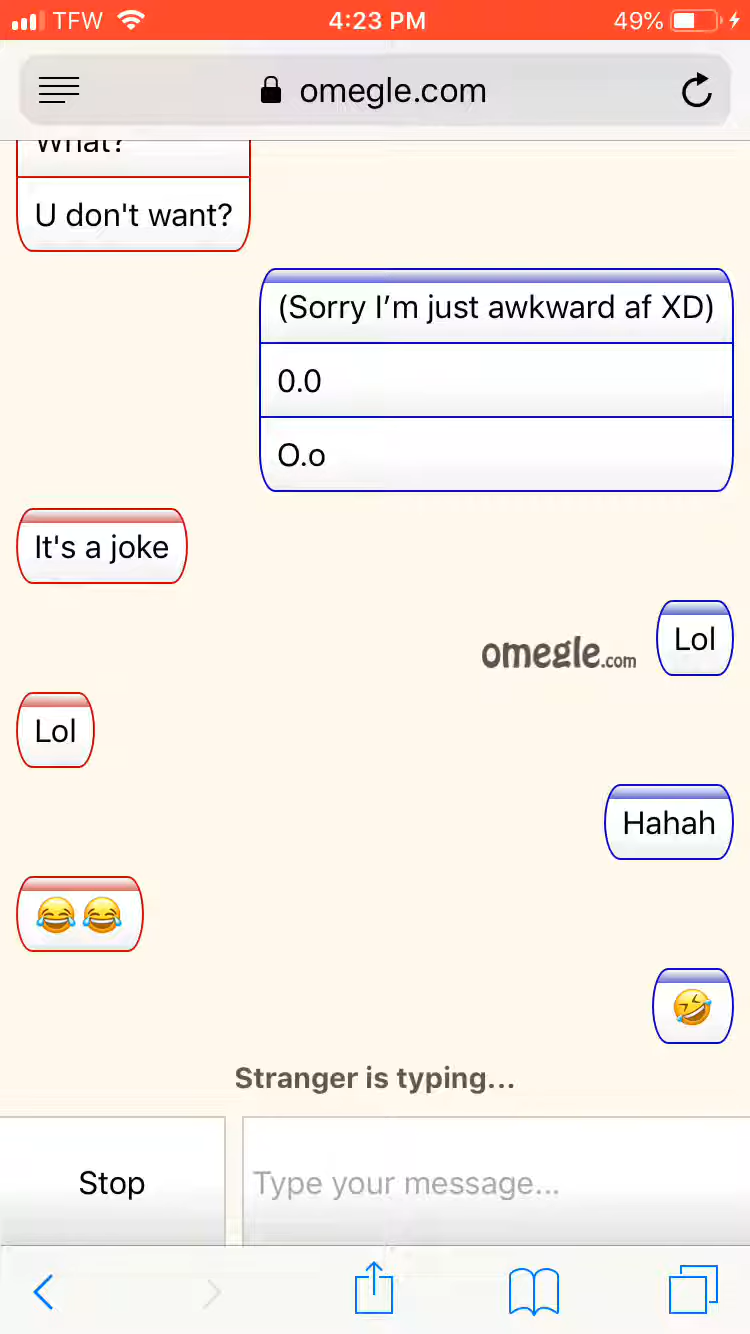 TFW 4:23 PM 49%
omegle.com
What?
U don't want?
(Sorry I’m just awkward af XD)
0.0
O.o
It's a joke
Lol
omegle.com
Lol
Hahah
😂😂
🤣
Stranger is typing...
Stop Type your message...